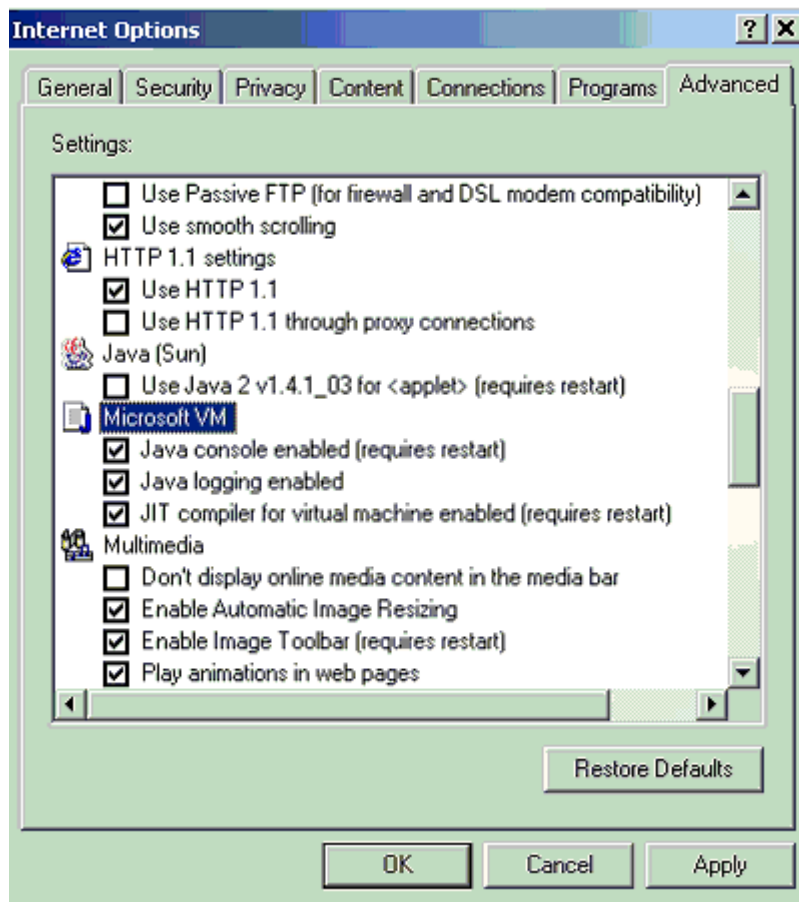 Internet Options
General Security Privacy Content Connections Programs Advanced
Settings:
Use Passive FTP (for firewall and DSL modem compatibility)
Use smooth scrolling
HTTP 1.1 settings
Use HTTP 1.1
Use HTTP 1.1 through proxy connections
Java (Sun)
Use Java 2 v1.4.1_03 for <applet> (requires restart)
Microsoft VM
Java console enabled (requires restart)
Java logging enabled
JIT compiler for virtual machine enabled (requires restart)
Multimedia
Don't display online media content in the media bar
Enable Automatic Image Resizing
Enable Image Toolbar (requires restart)
Play animations in web pages
Restore Defaults
OK Cancel Apply